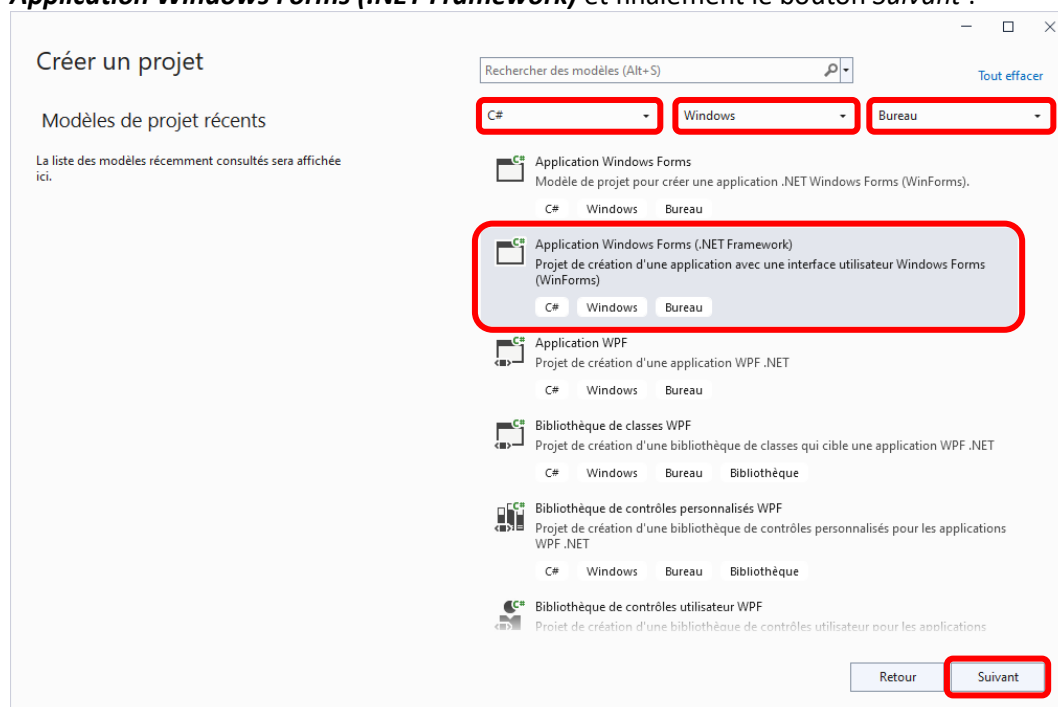 Application Windows Forms (.NET Framework) et finalement le bouton Suivant :
Créer un projet
Rechercher des modèles (Alt+S)
Tout effacer
Modèles de projet récents
C# Windows Bureau
La liste des modèles récemment consultés sera affichée
ici.
Application Windows Forms
Modèle de projet pour créer une application .NET Windows Forms (WinForms).
C# Windows Bureau
Application Windows Forms (.NET Framework)
Projet de création d'une application avec une interface utilisateur Windows Forms
(WinForms)
C# Windows Bureau
Application WPF
Projet de création d'une application WPF .NET
C# Windows Bureau
Bibliothèque de classes WPF
Projet de création d'une bibliothèque de classes qui cible une application WPF .NET
C# Windows Bureau Bibliothèque
Bibliothèque de contrôles personnalisés WPF
Projet de création d'une bibliothèque de contrôles personnalisés pour les applications
WPF .NET
C# Windows Bureau Bibliothèque
Bibliothèque de contrôles utilisateur WPF
Projet de création d'une bibliothèque de contrôles utilisateur pour les applications
Retour Suivant